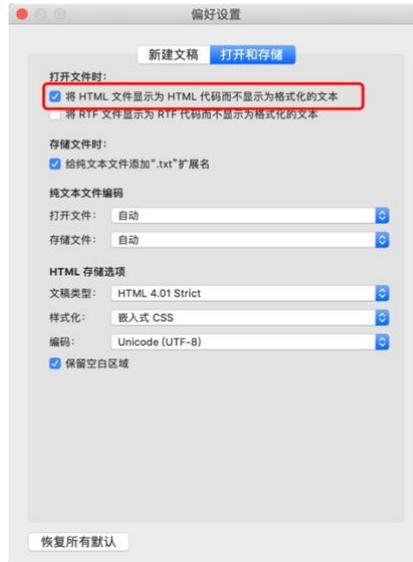 偏好设置
新建文稿 打开和存储
打开文件时:
将 HTML 文件显示为 HTML 代码而不显示为格式化的文本
将 RTF 文件显示为 RTF 代码而不显示为格式化的文本
存储文件时:
给纯文本文件添加“.txt”扩展名
纯文本文件编码
打开文件: 自动
存储文件: 自动
HTML 存储选项
文稿类型: HTML 4.01 Strict
样式化: 嵌入式 CSS
编码: Unicode (UTF-8)
保留空白区域
恢复所有默认